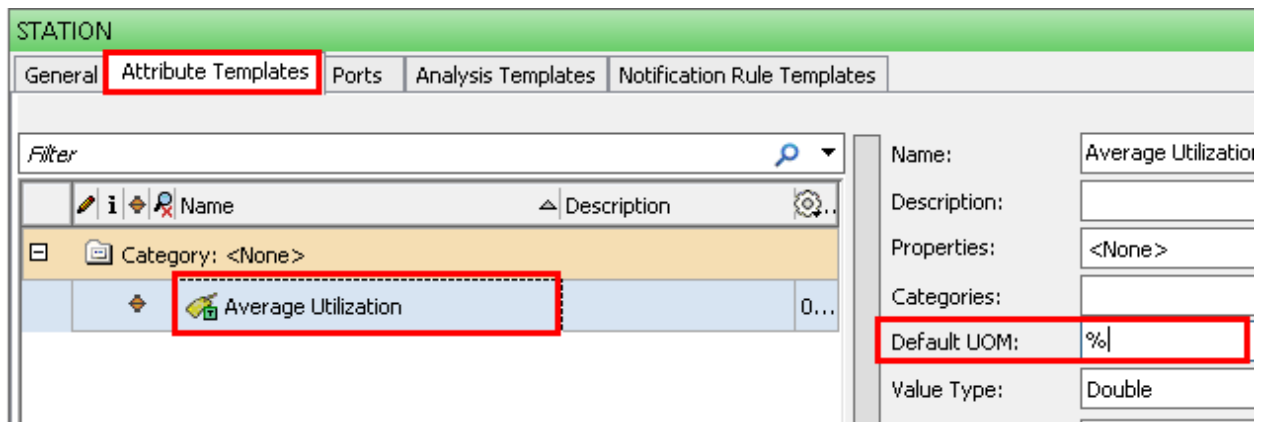 STATION
General Attribute Templates Ports Analysis Templates Notification Rule Templates
Filter
Name Description
Category: <None>
Average Utilization 0...
Name: Average Utilizatio
Description:
Properties: <None>
Categories:
Default UOM: %
Value Type: Double